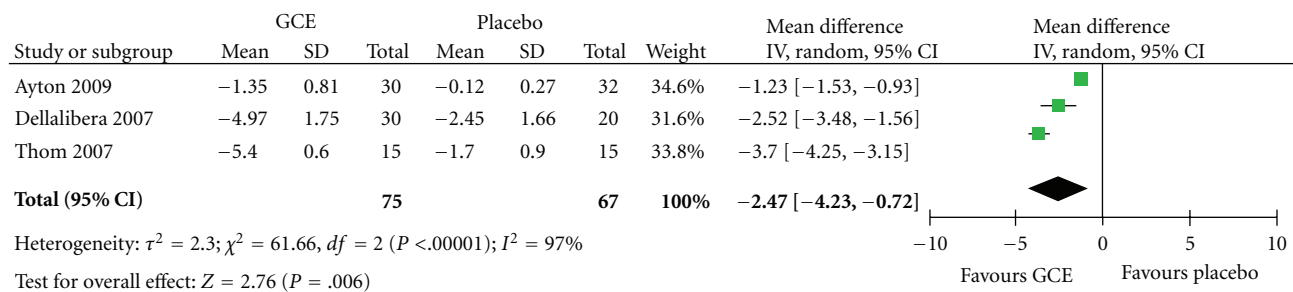 GCE Placebo Mean difference Mean difference
Study or subgroup Mean SD Total Mean SD Total Weight IV, random, 95% CI IV, random, 95% CI
Ayton 2009 −1.35 0.81 30 −0.12 0.27 32 34.6% −1.23 [−1.53, −0.93]
Dellalibera 2007 −4.97 1.75 30 −2.45 1.66 20 31.6% −2.52 [−3.48, −1.56]
Thom 2007 −5.4 0.6 15 −1.7 0.9 15 33.8% −3.7 [−4.25, −3.15]
Total (95% CI) 75 67 100% −2.47 [−4.23, −0.72]
Heterogeneity: τ² = 2.3; χ² = 61.66, df = 2 (P <.00001); I² = 97%
−10 −5 0 5 10
Test for overall effect: Z = 2.76 (P = .006)
Favours GCE Favours placebo